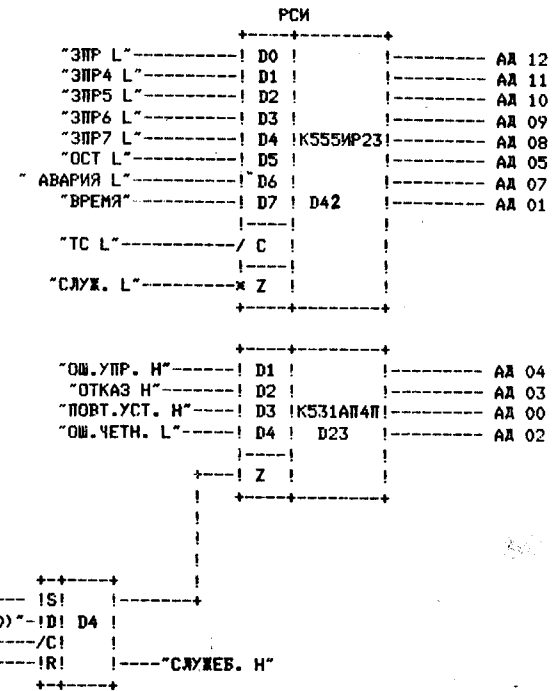 РСИ
"ЗПР L" D0 АД 12
"ЗПР4 L" D1 АД 11
"ЗПР5 L" D2 АД 10
"ЗПР6 L" D3 АД 09
"ЗПР7 L" D4 К555ИР23 АД 08
"ОСТ L" D5 АД 05
" АВАРИЯ L" D6 АД 07
"ВРЕМЯ" D7 D42 АД 01
"ТС L" C
"СЛУЖ. L" Z
"ОШ.УПР. H" D1 АД 04
"ОТКАЗ H" D2 АД 03
"ПОВТ.УСТ. H" D3 К531АП4П АД 00
"ОШ.ЧЕТН. L" D4 D23 АД 02
Z
S
)" D D4
C
R "СЛУЖЕБ. H"